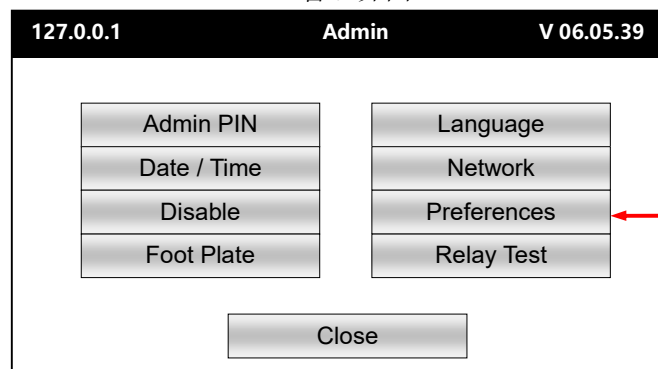 127.0.0.1 Admin V 06.05.39
Admin PIN Language
Date / Time Network
Disable Preferences
Foot Plate Relay Test
Close